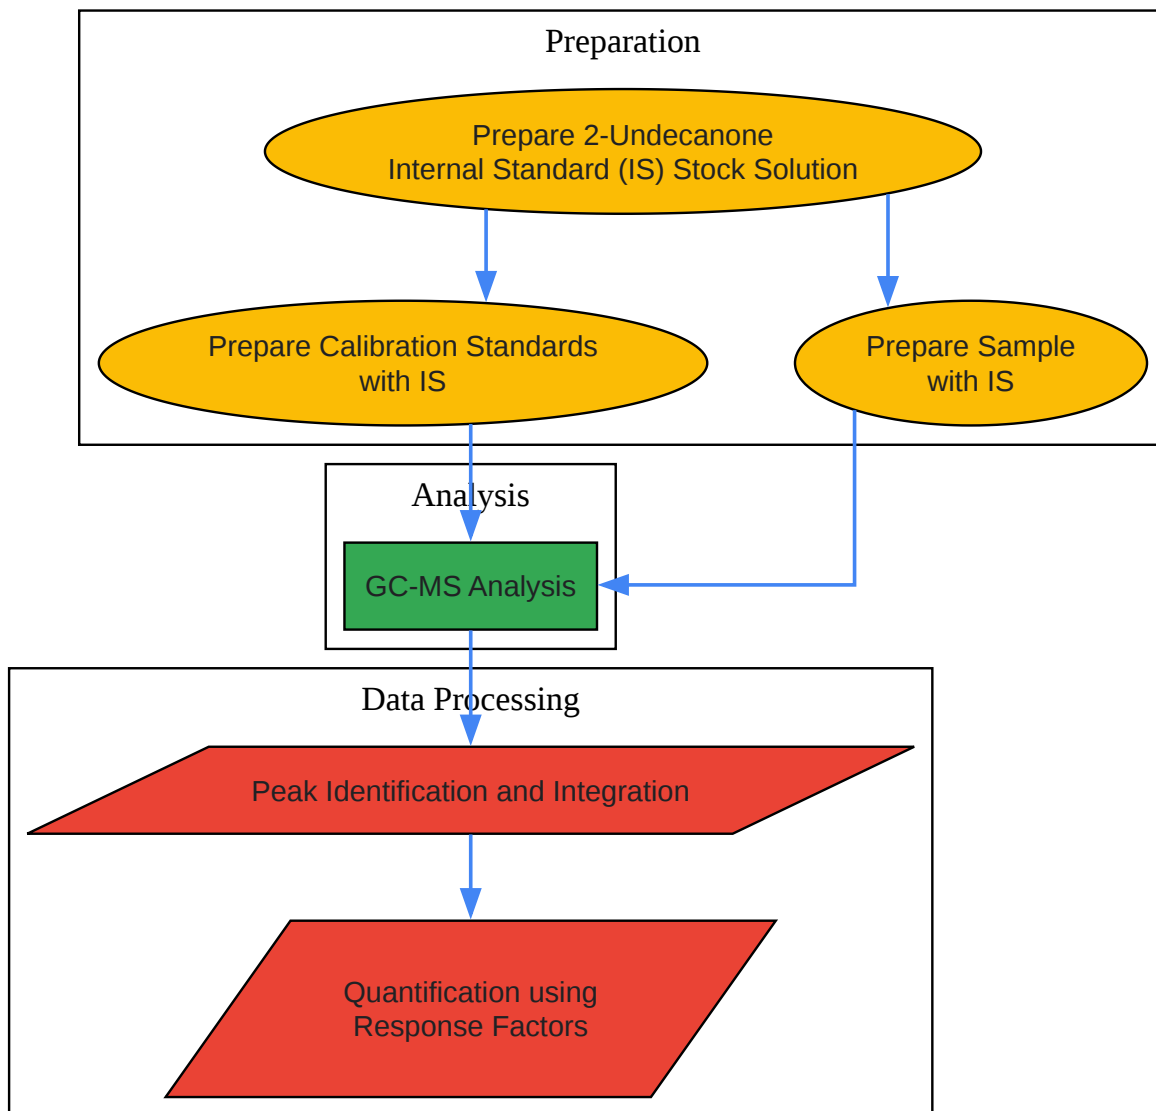 Preparation
Prepare 2-Undecanone
Internal Standard (IS) Stock Solution
Prepare Calibration Standards
with IS
Prepare Sample
with IS
Analysis
GC-MS Analysis
Data Processing
Peak Identification and Integration
Quantification using
Response Factors